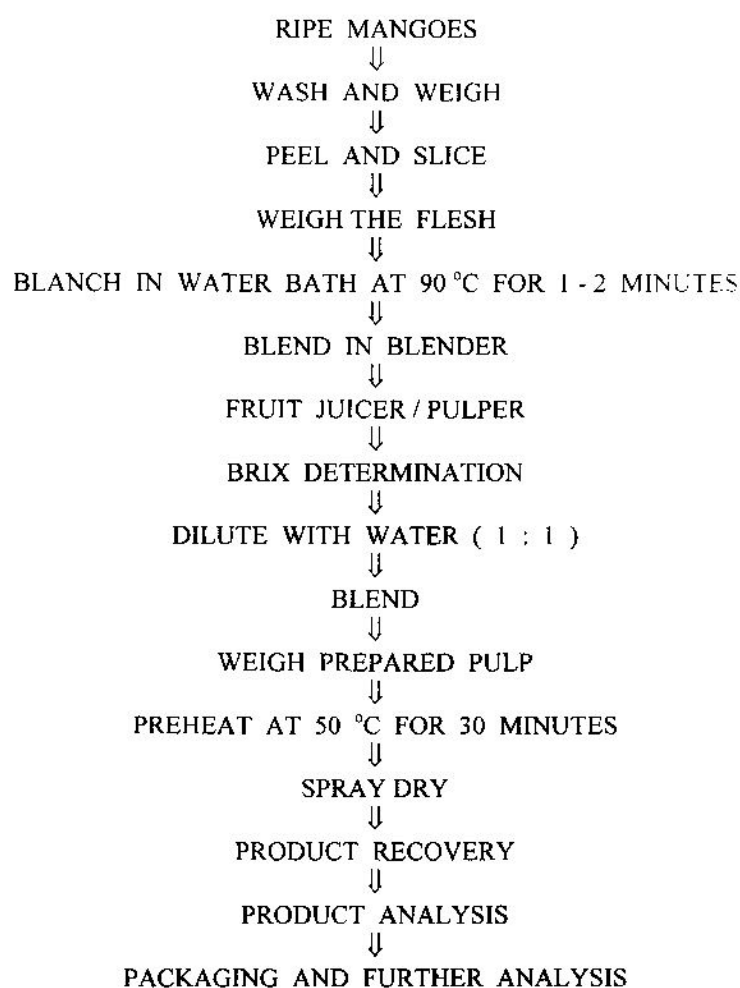 RIPE MANGOES
⇓
WASH AND WEIGH
⇓
PEEL AND SLICE
⇓
WEIGH THE FLESH
⇓
BLANCH IN WATER BATH AT 90 °C FOR 1 - 2 MINUTES
⇓
BLEND IN BLENDER
⇓
FRUIT JUICER / PULPER
⇓
BRIX DETERMINATION
⇓
DILUTE WITH WATER ( 1 : 1 )
⇓
BLEND
⇓
WEIGH PREPARED PULP
⇓
PREHEAT AT 50 °C FOR 30 MINUTES
⇓
SPRAY DRY
⇓
PRODUCT RECOVERY
⇓
PRODUCT ANALYSIS
⇓
PACKAGING AND FURTHER ANALYSIS